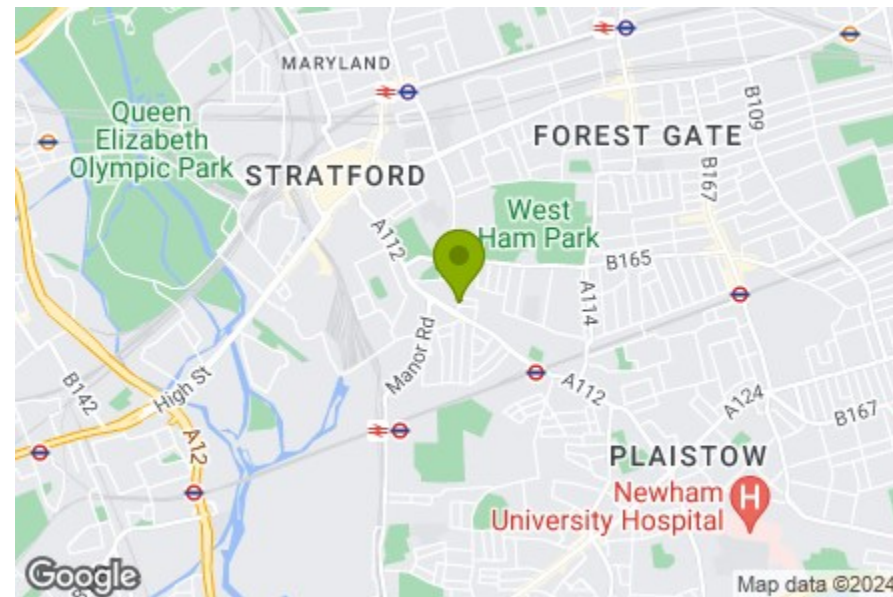 MARYLAND
Queen
Elizabeth
Olympic Park
STRATFORD
FOREST GATE
B109
B167
West
Ham Park
A112
B165
A114
Manor Rd
B142
High St
A12
A112
A124
B167
PLAISTOW
Newham
University Hospital
H
Google
Map data ©2024